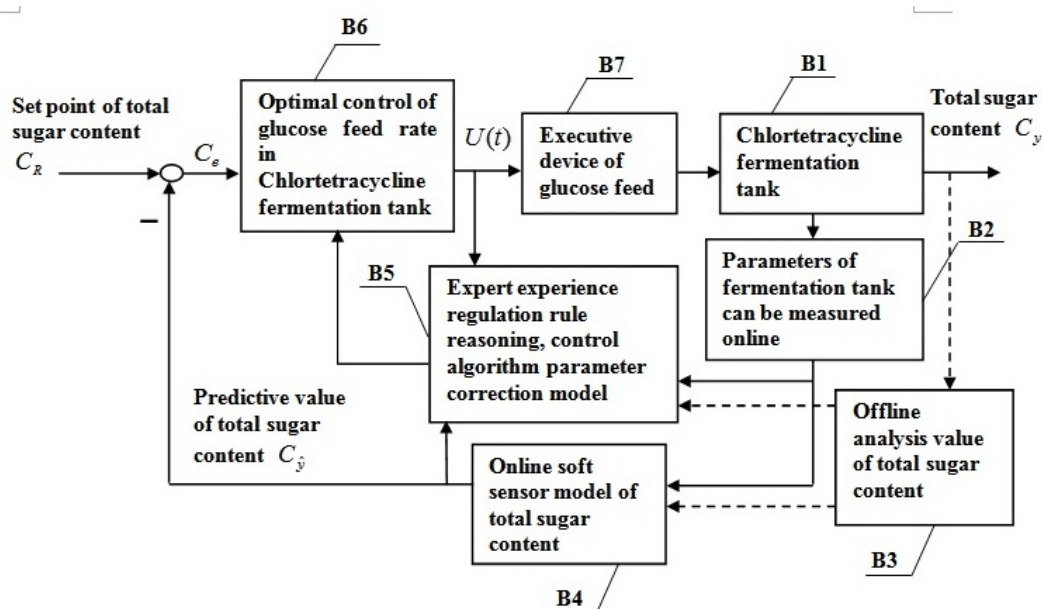 B6
B7
B1
Set point of total
sugar content
C_R
C_e
Optimal control of
glucose feed rate
in
Chlortetracycline
fermentation tank
U(t)
Executive
device of
glucose feed
Chlortetracycline
fermentation
tank
Total sugar
content C_y
−
B5
Expert experience
regulation rule
reasoning, control
algorithm parameter
correction model
B2
Parameters of
fermentation tank
can be measured
online
Predictive value
of total sugar
content C_ŷ
Online soft
sensor model of
total sugar
content
Offline
analysis value
of total sugar
content
B3
B4